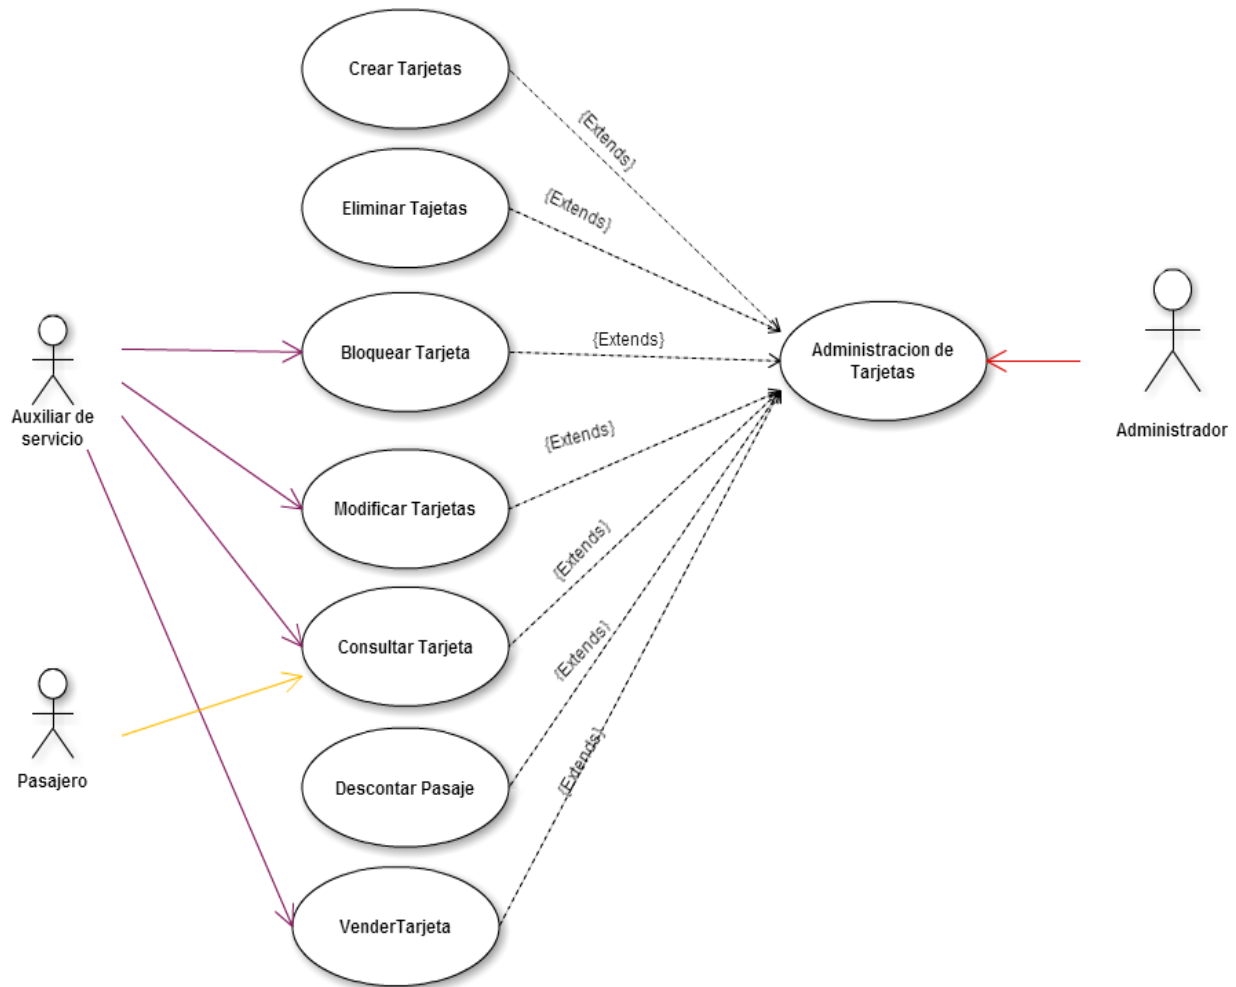 Crear Tarjetas
{Extends}
Eliminar Tajetas
{Extends}
Bloquear Tarjeta
{Extends}
Administracion de
Tarjetas
Auxiliar de
servicio
Administrador
{Extends}
Modificar Tarjetas
{Extends}
Consultar Tarjeta
{Extends}
Pasajero
Descontar Pasaje
{Extends}
VenderTarjeta